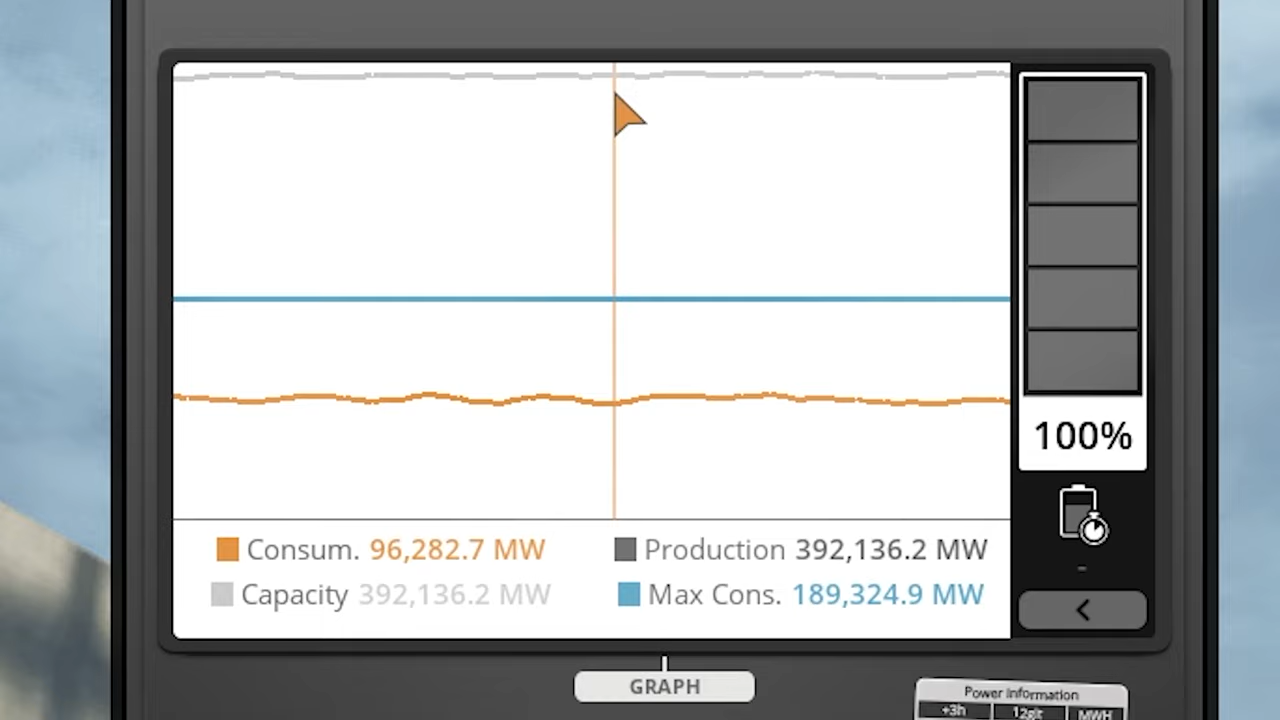 Consum. 96,282.7 MW Production 392,136.2 MW
Capacity 392,136.2 MW Max Cons. 189,324.9 MW
100%
-
<
GRAPH
Power Information
+3h 12glt MWH